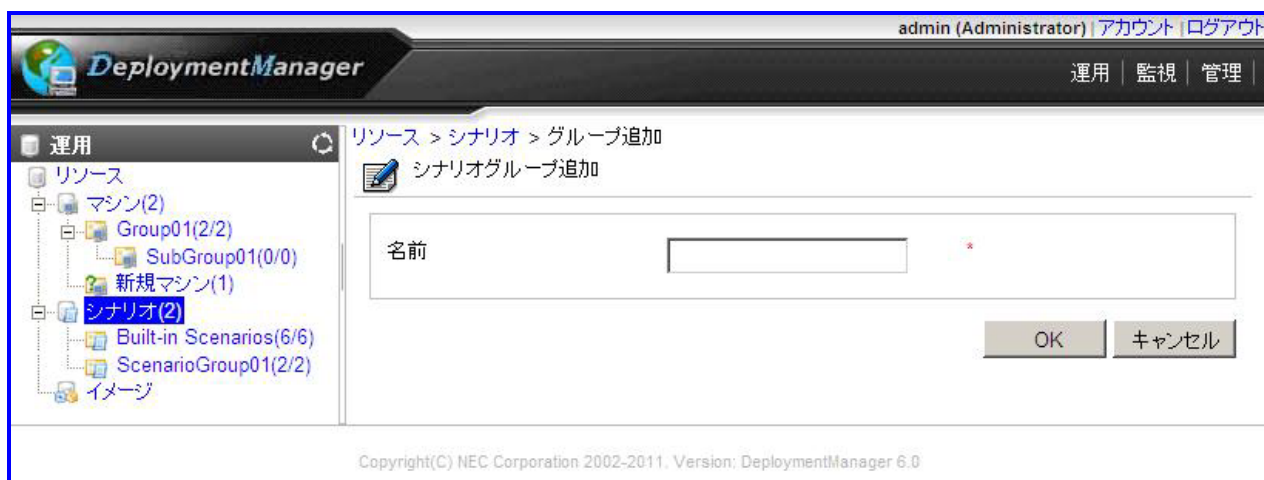 admin (Administrator) | アカウント | ログアウト
DeploymentManager
運用 | 監視 | 管理 |
運用
リソース
マシン(2)
Group01(2/2)
SubGroup01(0/0)
新規マシン(1)
シナリオ(2)
Built-in Scenarios(6/6)
ScenarioGroup01(2/2)
イメージ
リソース > シナリオ > グループ追加
シナリオグループ追加
名前 *
OK キャンセル
Copyright(C) NEC Corporation 2002-2011. Version: DeploymentManager 6.0